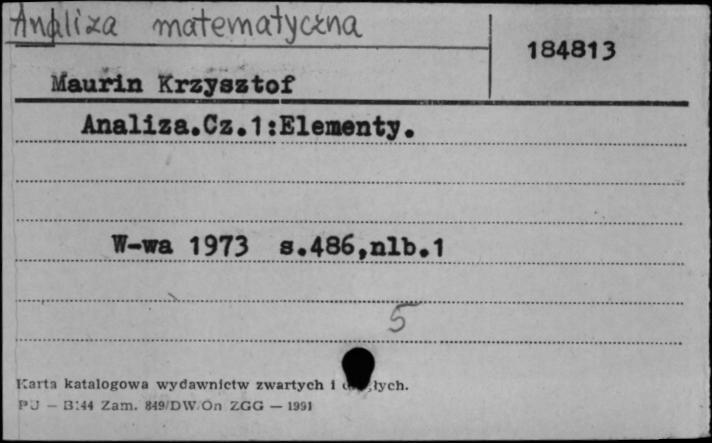 Analiza matematyczna
184813
Maurin Krzysztof
Analiza.Cz.1:Elementy.
W-wa 1973 s.486,nlb.1
5
Karta katalogowa wydawnictw zwartych i
PU — B144 Zam. 849/DW/On ZGG — 1991